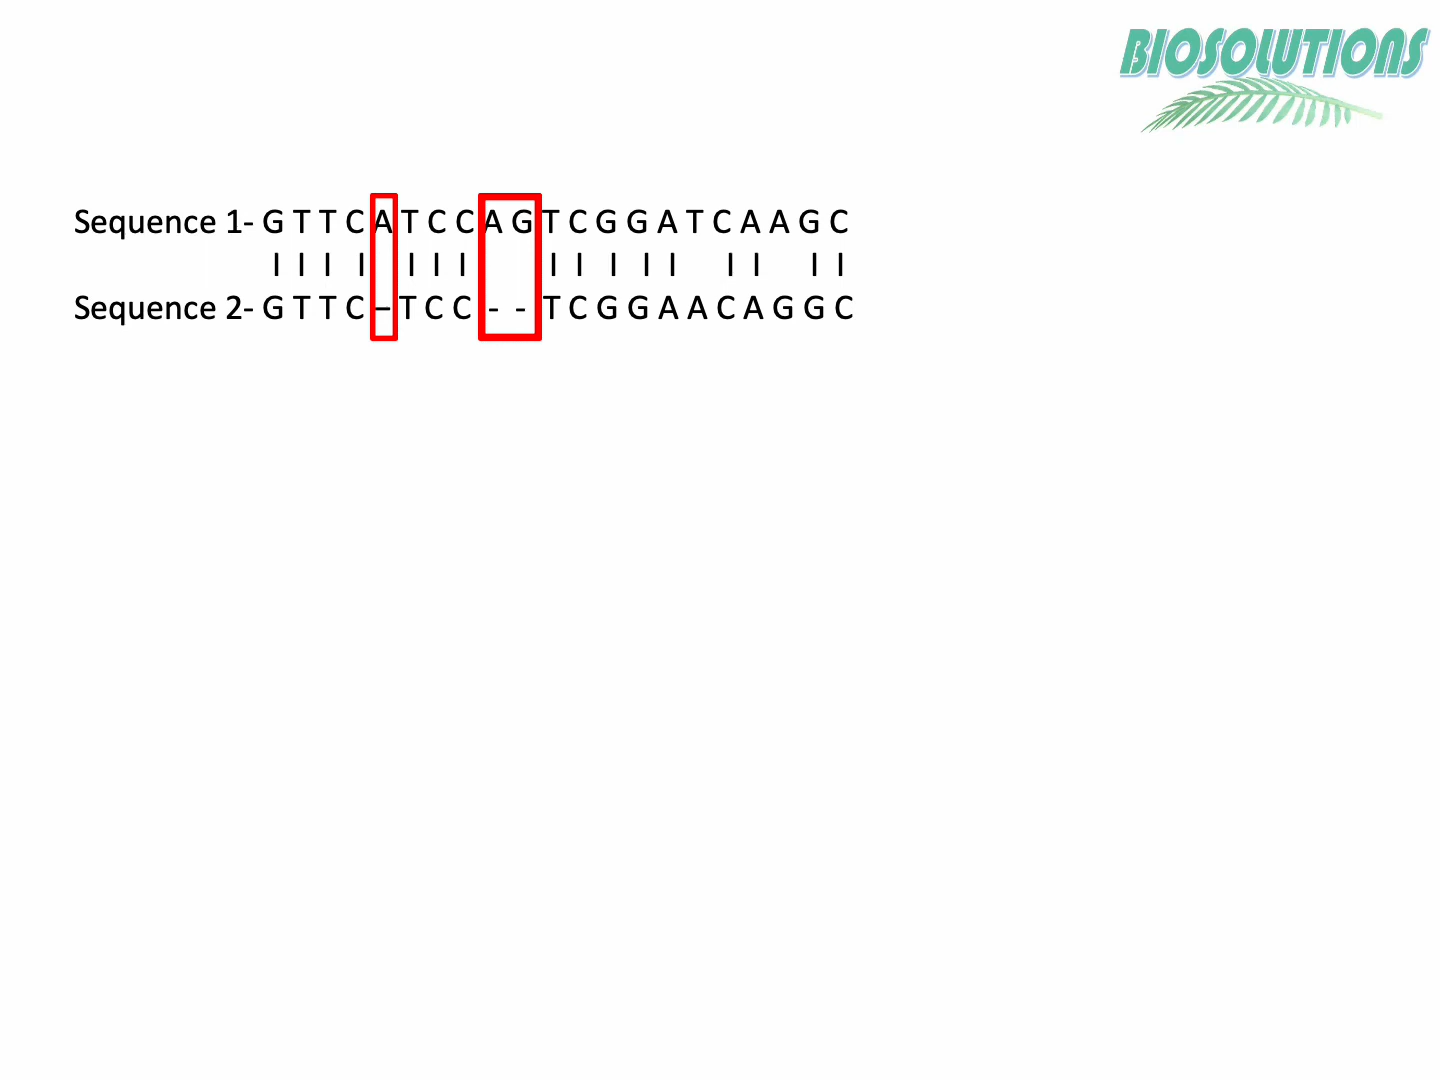 BIOSOLUTIONS
Sequence 1- G T T C A T C C A G T C G G A T C A A G C
| | | | | | | | | | | | | | | |
Sequence 2- G T T C – T C C - - T C G G A A C A G G C